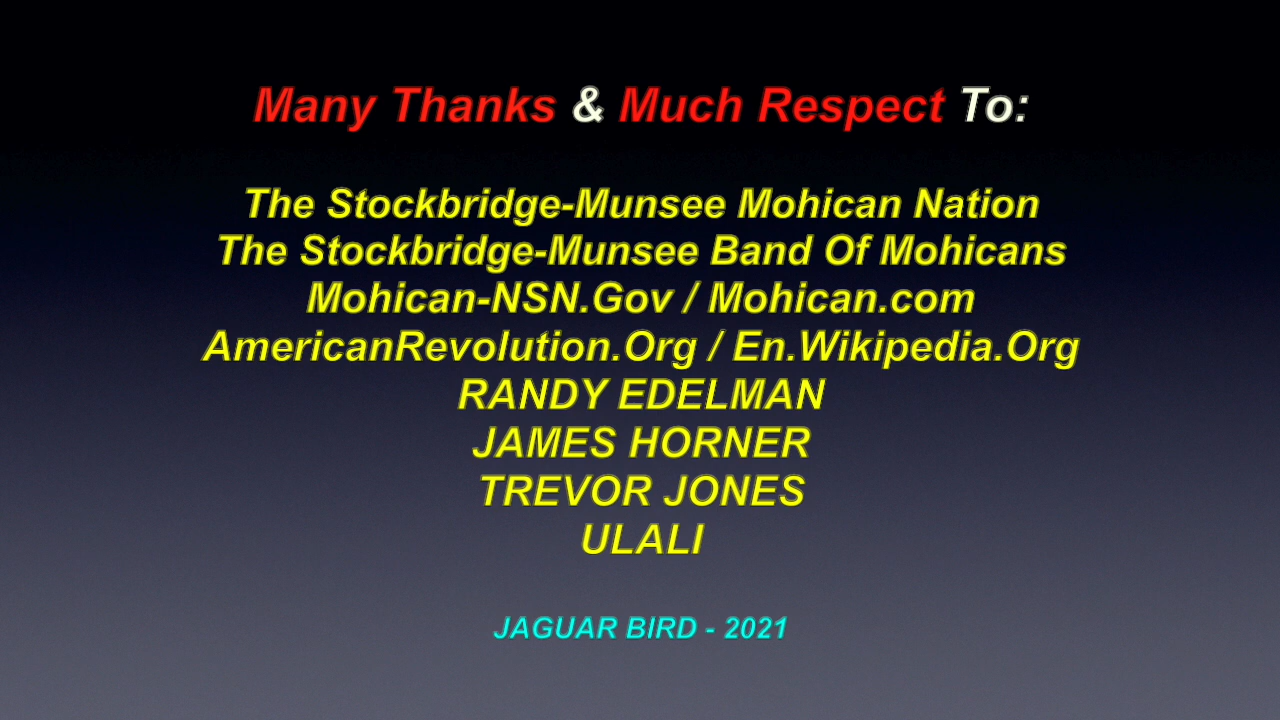 Many Thanks & Much Respect To:
The Stockbridge-Munsee Mohican Nation
The Stockbridge-Munsee Band Of Mohicans
Mohican-NSN.Gov / Mohican.com
AmericanRevolution.Org / En.Wikipedia.Org
RANDY EDELMAN
JAMES HORNER
TREVOR JONES
ULALI
JAGUAR BIRD - 2021